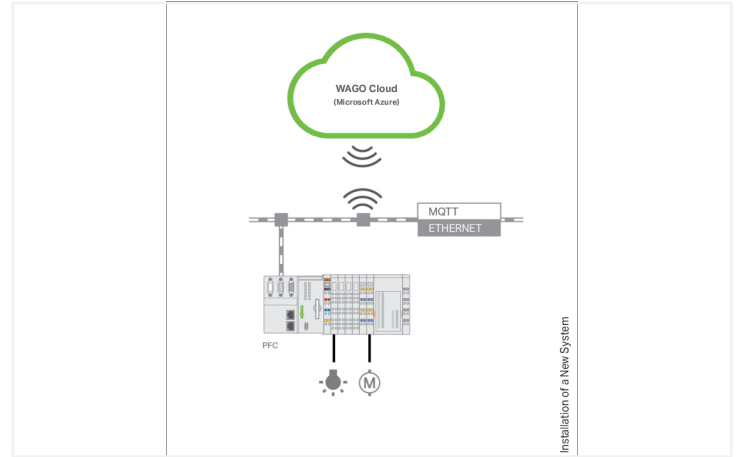 WAGO Cloud
(Microsoft Azure)
MQTT
ETHERNET
PFC
M
Installation of a New System